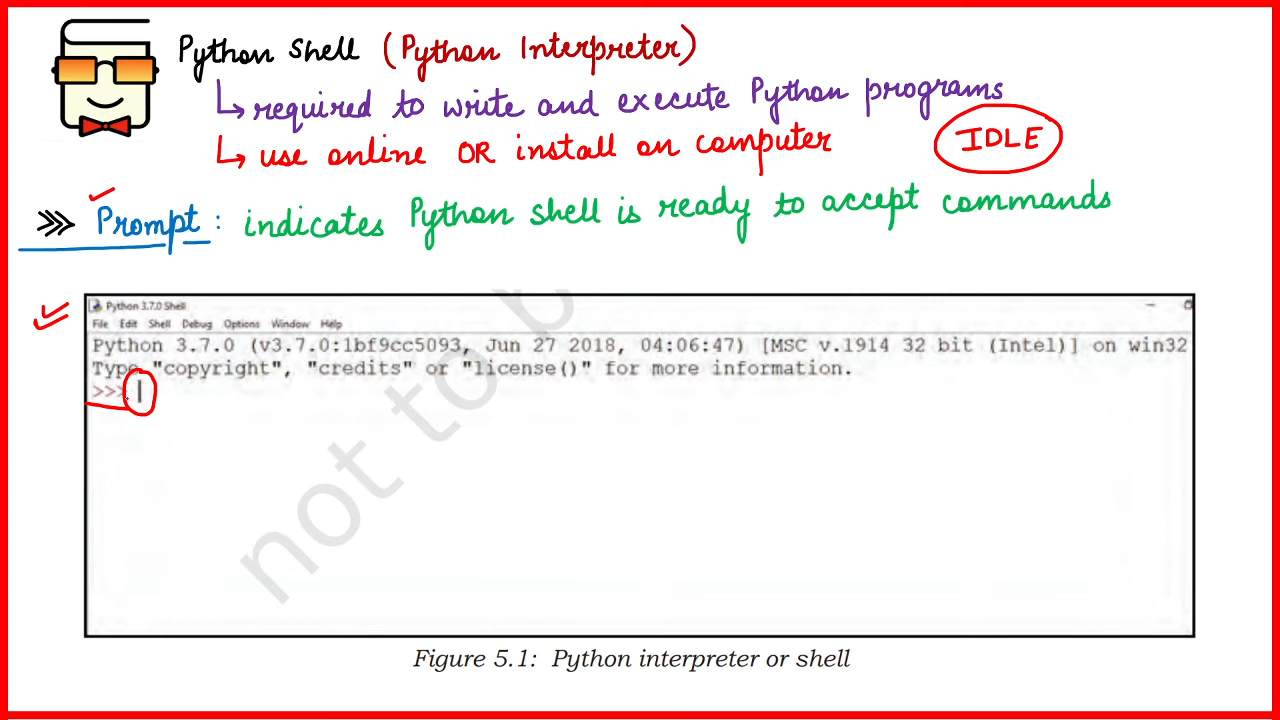 Python Shell (Python Interpreter)
↳ required to write and execute Python programs
↳ use online OR install on computer
IDLE
>>> Prompt : indicates Python shell is ready to accept commands
Python 3.7.0 Shell
File Edit Shell Debug Options Window Help
Python 3.7.0 (v3.7.0:1bf9cc5093, Jun 27 2018, 04:06:47) [MSC v.1914 32 bit (Intel)] on win32
Type "copyright", "credits" or "license()" for more information.
>>>
not to b
Figure 5.1: Python interpreter or shell